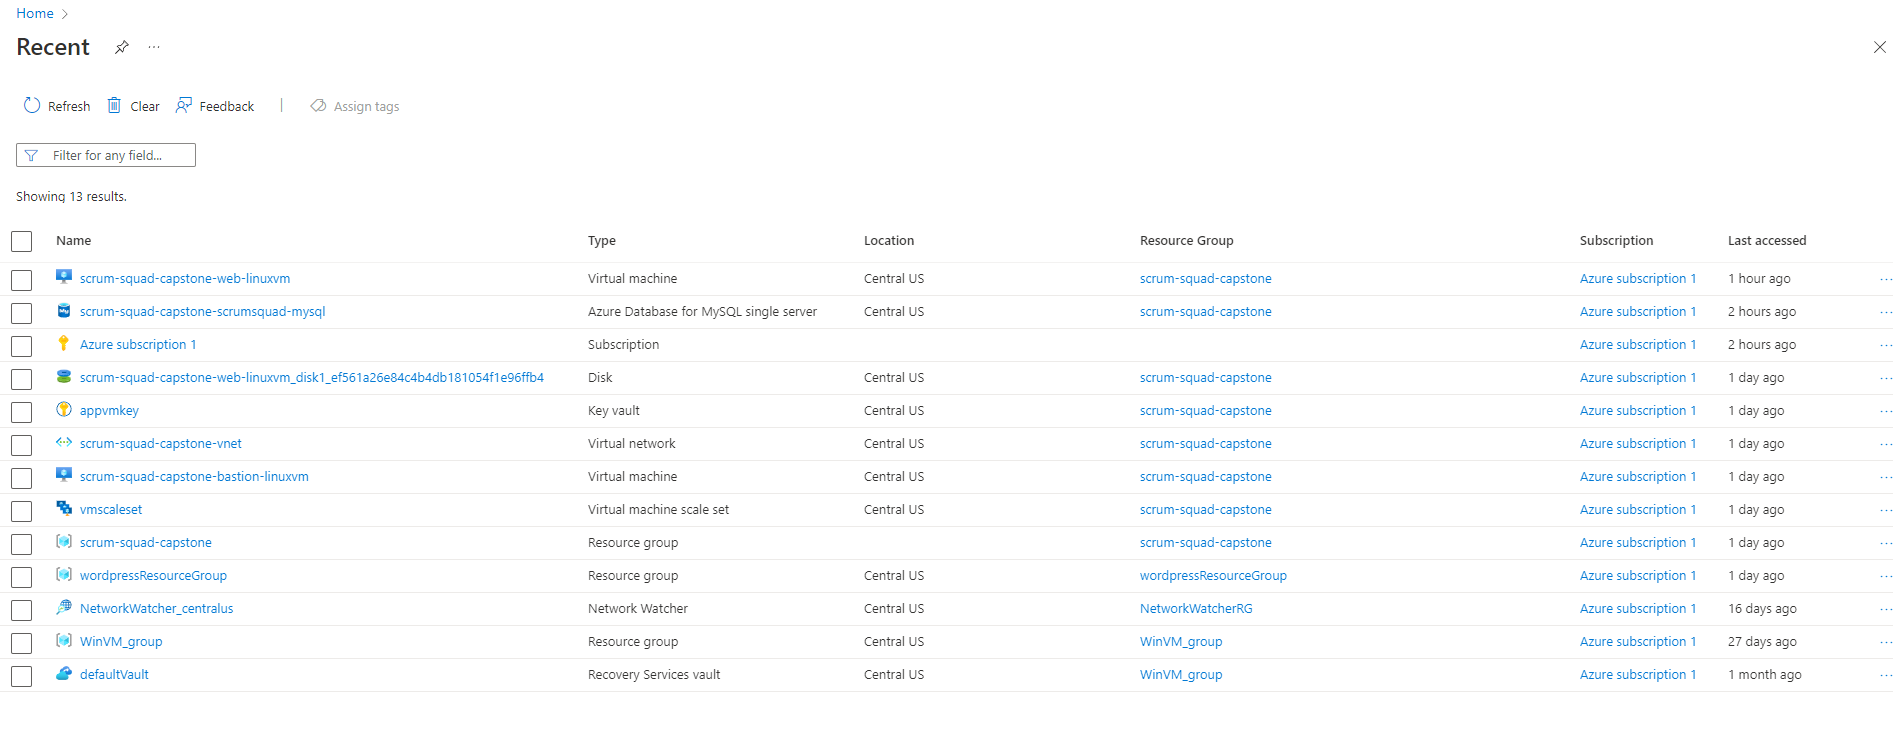 Home
Recent
Refresh Clear Feedback Assign tags
Filter for any field...
Showing 13 results.
Name Type Location Resource Group Subscription Last accessed
scrum-squad-capstone-web-linuxvm Virtual machine Central US scrum-squad-capstone Azure subscription 1 1 hour ago
scrum-squad-capstone-scrumsquad-mysql Azure Database for MySQL single server Central US scrum-squad-capstone Azure subscription 1 2 hours ago
Azure subscription 1 Subscription Azure subscription 1 2 hours ago
scrum-squad-capstone-web-linuxvm_disk1_ef561a26e84c4b4db181054f1e96ffb4 Disk Central US scrum-squad-capstone Azure subscription 1 1 day ago
appvmkey Key vault Central US scrum-squad-capstone Azure subscription 1 1 day ago
scrum-squad-capstone-vnet Virtual network Central US scrum-squad-capstone Azure subscription 1 1 day ago
scrum-squad-capstone-bastion-linuxvm Virtual machine Central US scrum-squad-capstone Azure subscription 1 1 day ago
vmscaleset Virtual machine scale set Central US scrum-squad-capstone Azure subscription 1 1 day ago
scrum-squad-capstone Resource group scrum-squad-capstone Azure subscription 1 1 day ago
wordpressResourceGroup Resource group Central US wordpressResourceGroup Azure subscription 1 1 day ago
NetworkWatcher_centralus Network Watcher Central US NetworkWatcherRG Azure subscription 1 16 days ago
WinVM_group Resource group Central US WinVM_group Azure subscription 1 27 days ago
defaultVault Recovery Services vault Central US WinVM_group Azure subscription 1 1 month ago